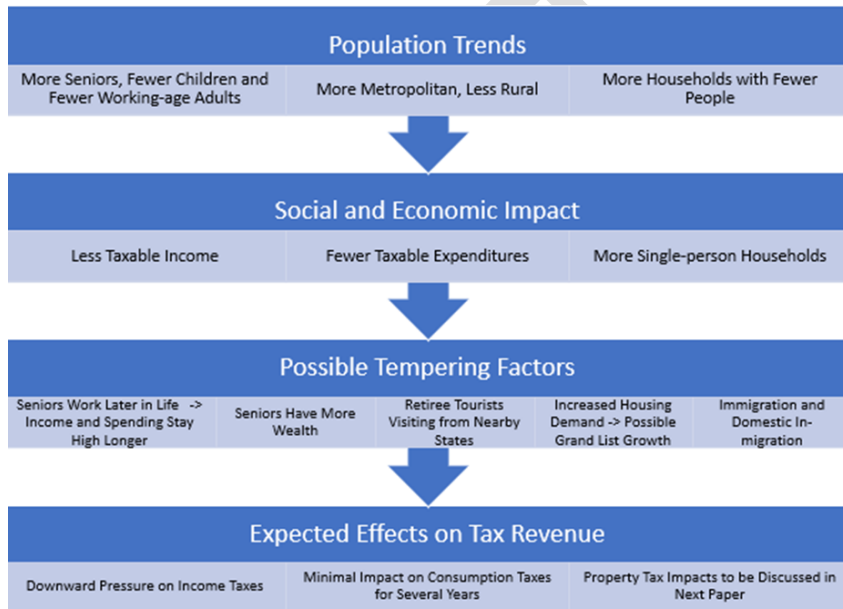 Population Trends
More Seniors, Fewer Children and
Fewer Working-age Adults
More Metropolitan, Less Rural
More Households with Fewer
People
Social and Economic Impact
Less Taxable Income
Fewer Taxable Expenditures
More Single-person Households
Possible Tempering Factors
Seniors Work Later in Life ->
Income and Spending Stay
High Longer
Seniors Have More
Wealth
Retiree Tourists
Visiting from Nearby
States
Increased Housing
Demand -> Possible
Grand List Growth
Immigration and
Domestic In-
migration
Expected Effects on Tax Revenue
Downward Pressure on Income Taxes
Minimal Impact on Consumption Taxes
for Several Years
Property Tax Impacts to be Discussed in
Next Paper